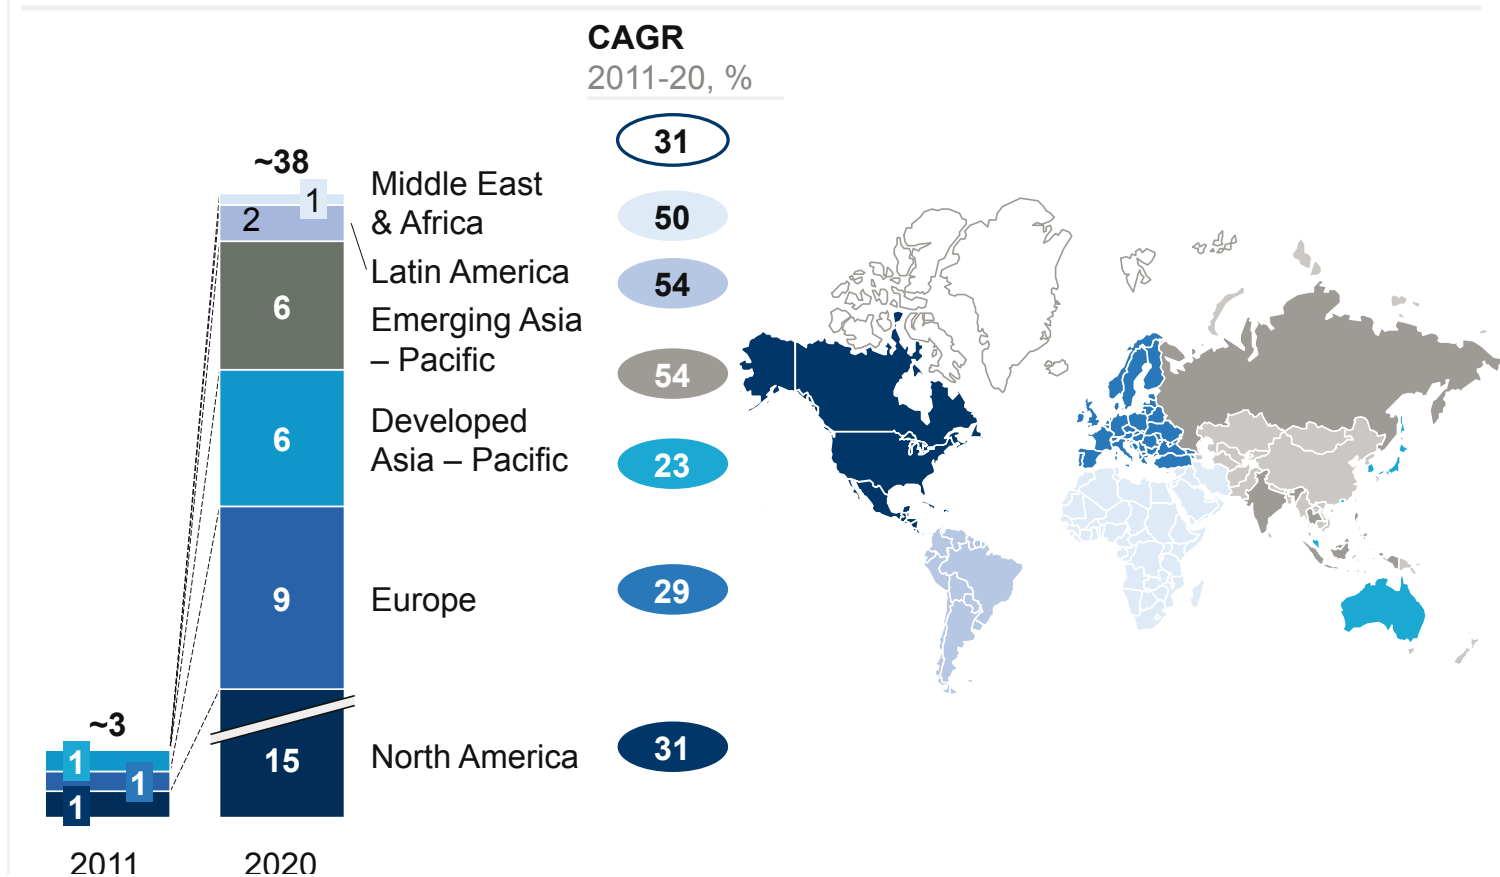 CAGR
2011-20, %
31
~38
1
2
Middle East
& Africa
50
Latin America
54
6
Emerging Asia
– Pacific
54
6
Developed
Asia – Pacific
23
9
Europe
29
~3
1
1
1
15
North America
31
2011
2020